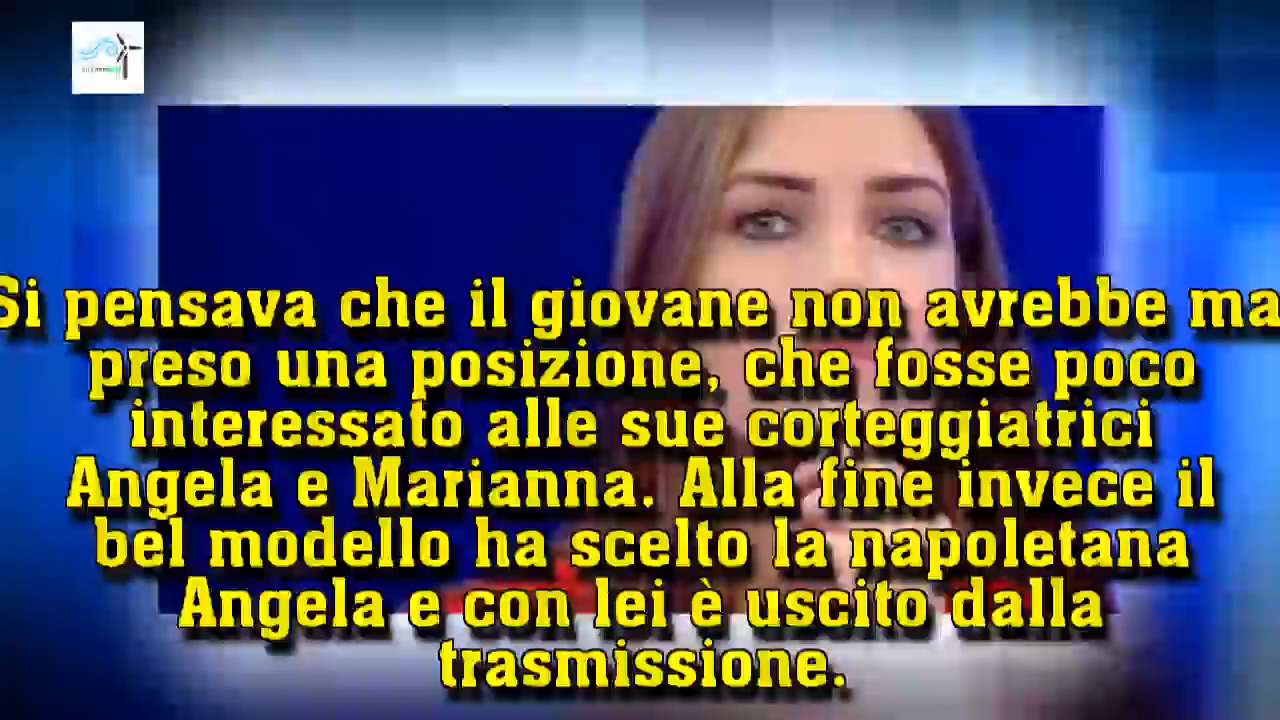 Si pensava che il giovane non avrebbe ma
preso una posizione, che fosse poco
interessato alle sue corteggiatrici
Angela e Marianna. Alla fine invece il
bel modello ha scelto la napoletana
Angela e con lei è uscito dalla
trasmissione.